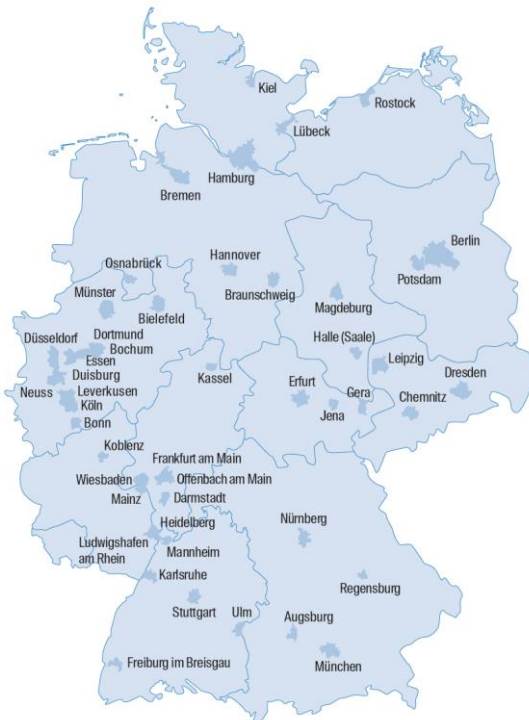 Kiel
Rostock
Lübeck
Hamburg
Bremen
Berlin
Potsdam
Osnabrück
Hannover
Braunschweig
Magdeburg
Münster
Bielefeld
Düsseldorf
Dortmund
Bochum
Essen
Duisburg
Neuss
Leverkusen
Köln
Bonn
Halle (Saale)
Leipzig
Dresden
Kassel
Erfurt
Gera
Chemnitz
Jena
Koblenz
Frankfurt am Main
Wiesbaden
Offenbach am Main
Mainz
Darmstadt
Heidelberg
Ludwigshafen
am Rhein
Mannheim
Nürnberg
Karlsruhe
Regensburg
Stuttgart
Ulm
Augsburg
München
Freiburg im Breisgau